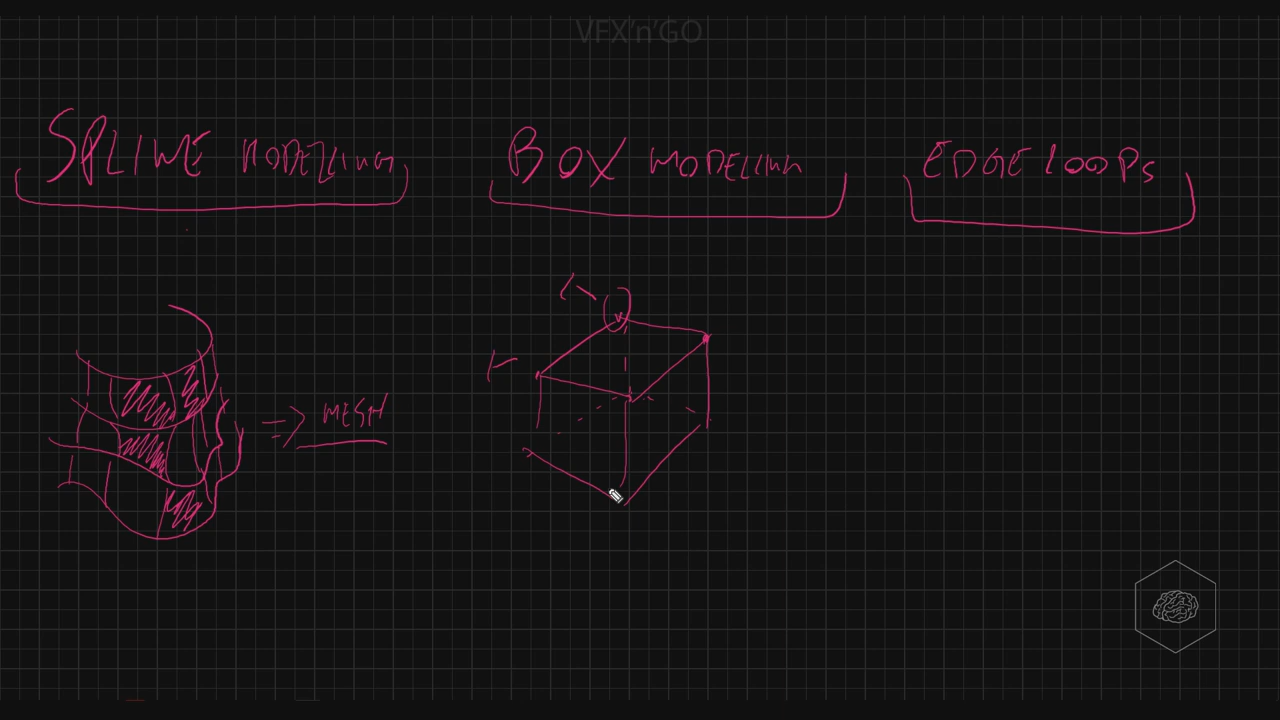 VFX'n'GO
SPLINE MODELLING
BOX MODELLING
EDGE LOOPS
=> MESH